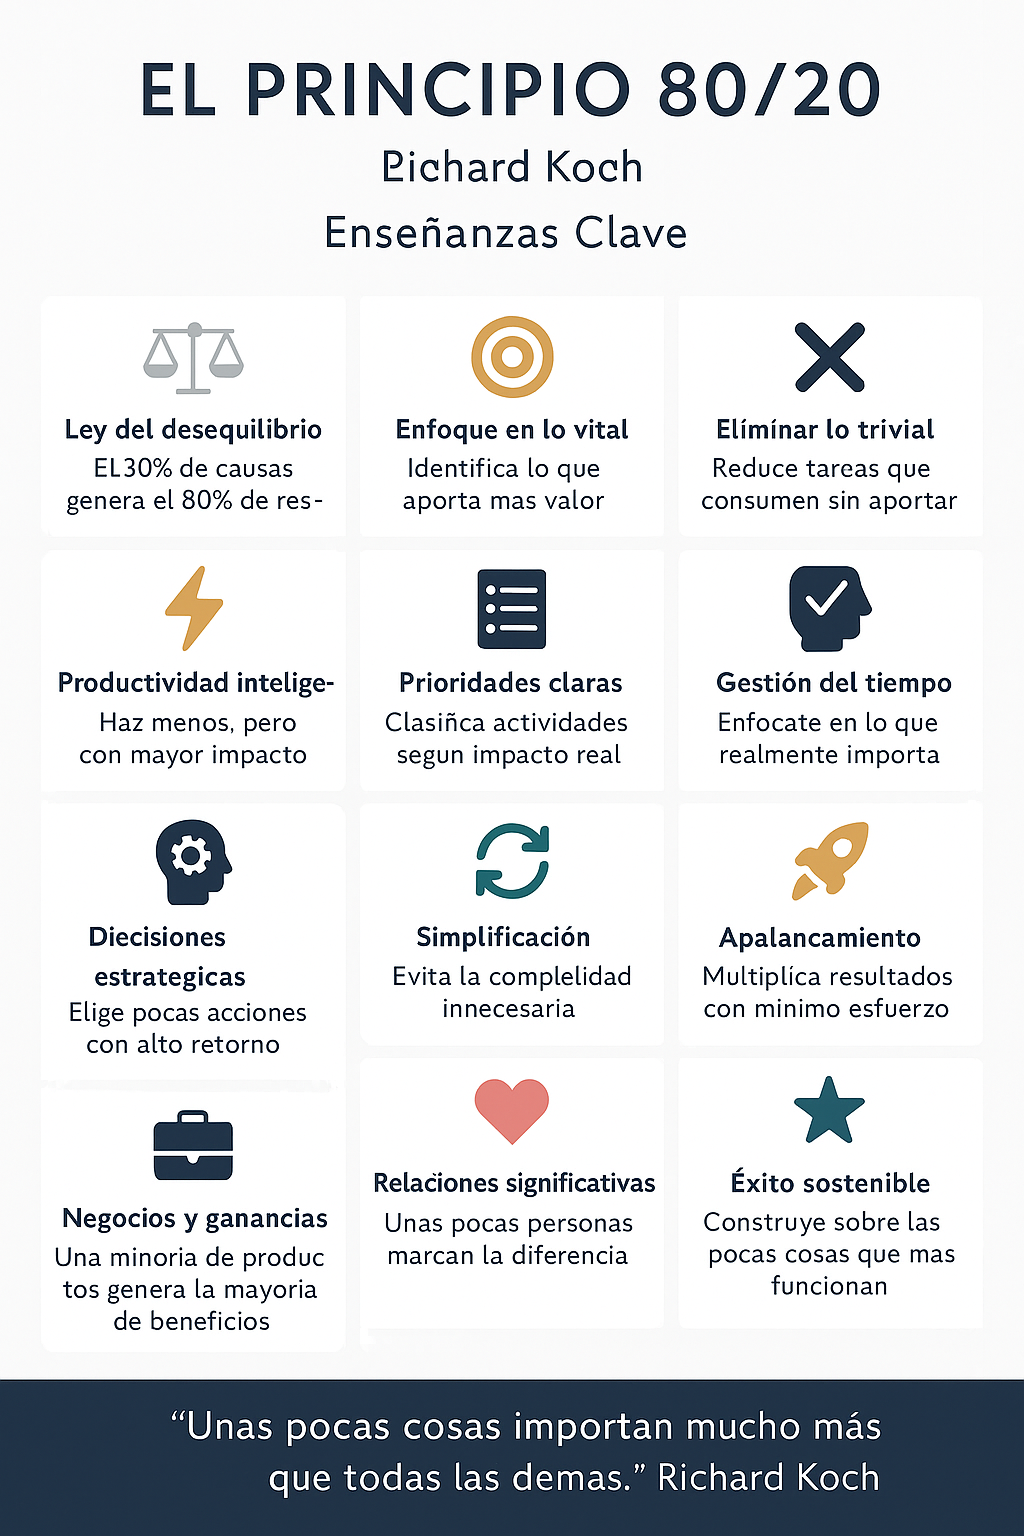 EL PRINCIPIO 80/20
Richard Koch
Enseñanzas Clave
Ley del desequilibrio
EL30% de causas
genera el 80% de res-
Enfoque en lo vital
Identifica lo que
aporta mas valor
Elímínar lo trivial
Reduce tareas que
consumen sin aportar
Productividad intelige-
Haz menos, pero
con mayor impacto
Prioridades claras
Clasiñca actividades
segun impacto real
Gestión del tiempo
Enfocate en lo que
realmente importa
Diecisiones
estrategicas
Elige pocas acciones
con alto retorno
Simplificación
Evita la complelidad
innecesaria
Apalancamiento
Multiplíca resultados
con minimo esfuerzo
Negocios y ganancias
Una minoria de produc
tos genera la mayoria
de beneficios
Relaciones significativas
Unas pocas personas
marcan la diferencia
Éxito sostenible
Construye sobre las
pocas cosas que mas
funcionan
“Unas pocas cosas importan mucho más
que todas las demas.” Richard Koch